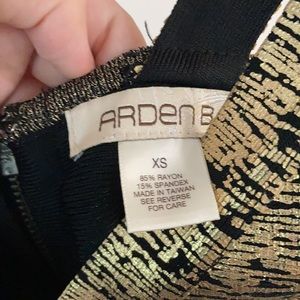 ARDEN B
XS
85% RAYON
15% SPANDEX
MADE IN TAIWAN
SEE REVERSE
FOR CARE